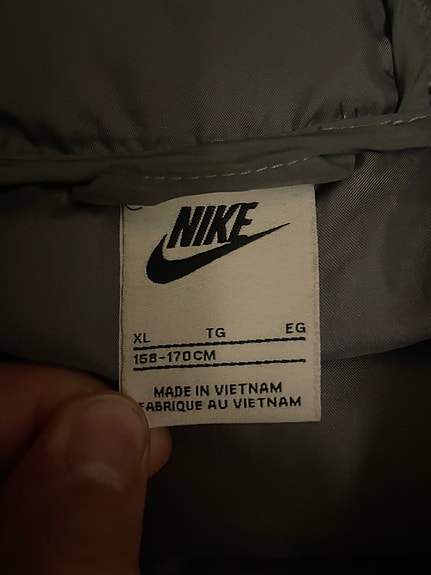 NIKE
XL TG EG
158-170CM
MADE IN VIETNAM
FABRIQUE AU VIETNAM